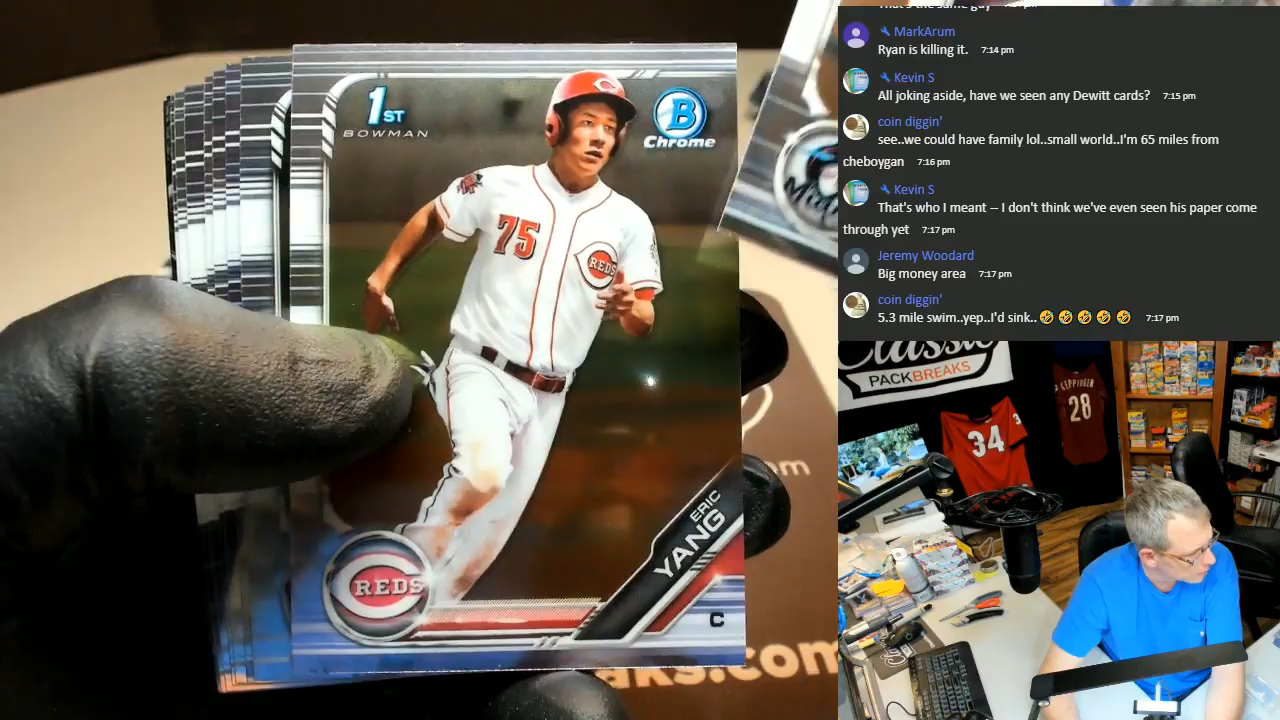 1ST
BOWMAN
B
Chrome
75
REDS
ERIC
YANG
REDS
C
MarkArum
Ryan is killing it. 7:14 pm
Kevin S
All joking aside, have we seen any Dewitt cards? 7:15 pm
coin diggin'
see..we could have family lol..small world..I'm 65 miles from
cheboygan 7:16 pm
Kevin S
That's who I meant -- I don't think we've even seen his paper come
through yet 7:17 pm
Jeremy Woodard
Big money area 7:17 pm
coin diggin'
5.3 mile swim..yep..I'd sink.. 🤣🤣🤣🤣🤣 7:17 pm
Classic
PACKBREAKS
34
LEPPINGER
28
aks.com